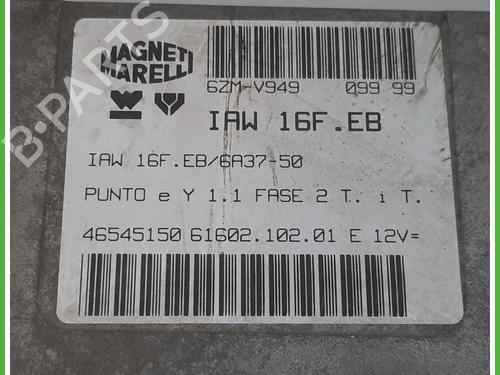 MAGNETI
MARELLI
6ZM-V949 099 99
IAW 16F.EB
IAW 16F.EB/6A37-50
PUNTO e Y 1.1 FASE 2 T. i T.
46545150 61602.102.01 E 12V=
B-PARTS